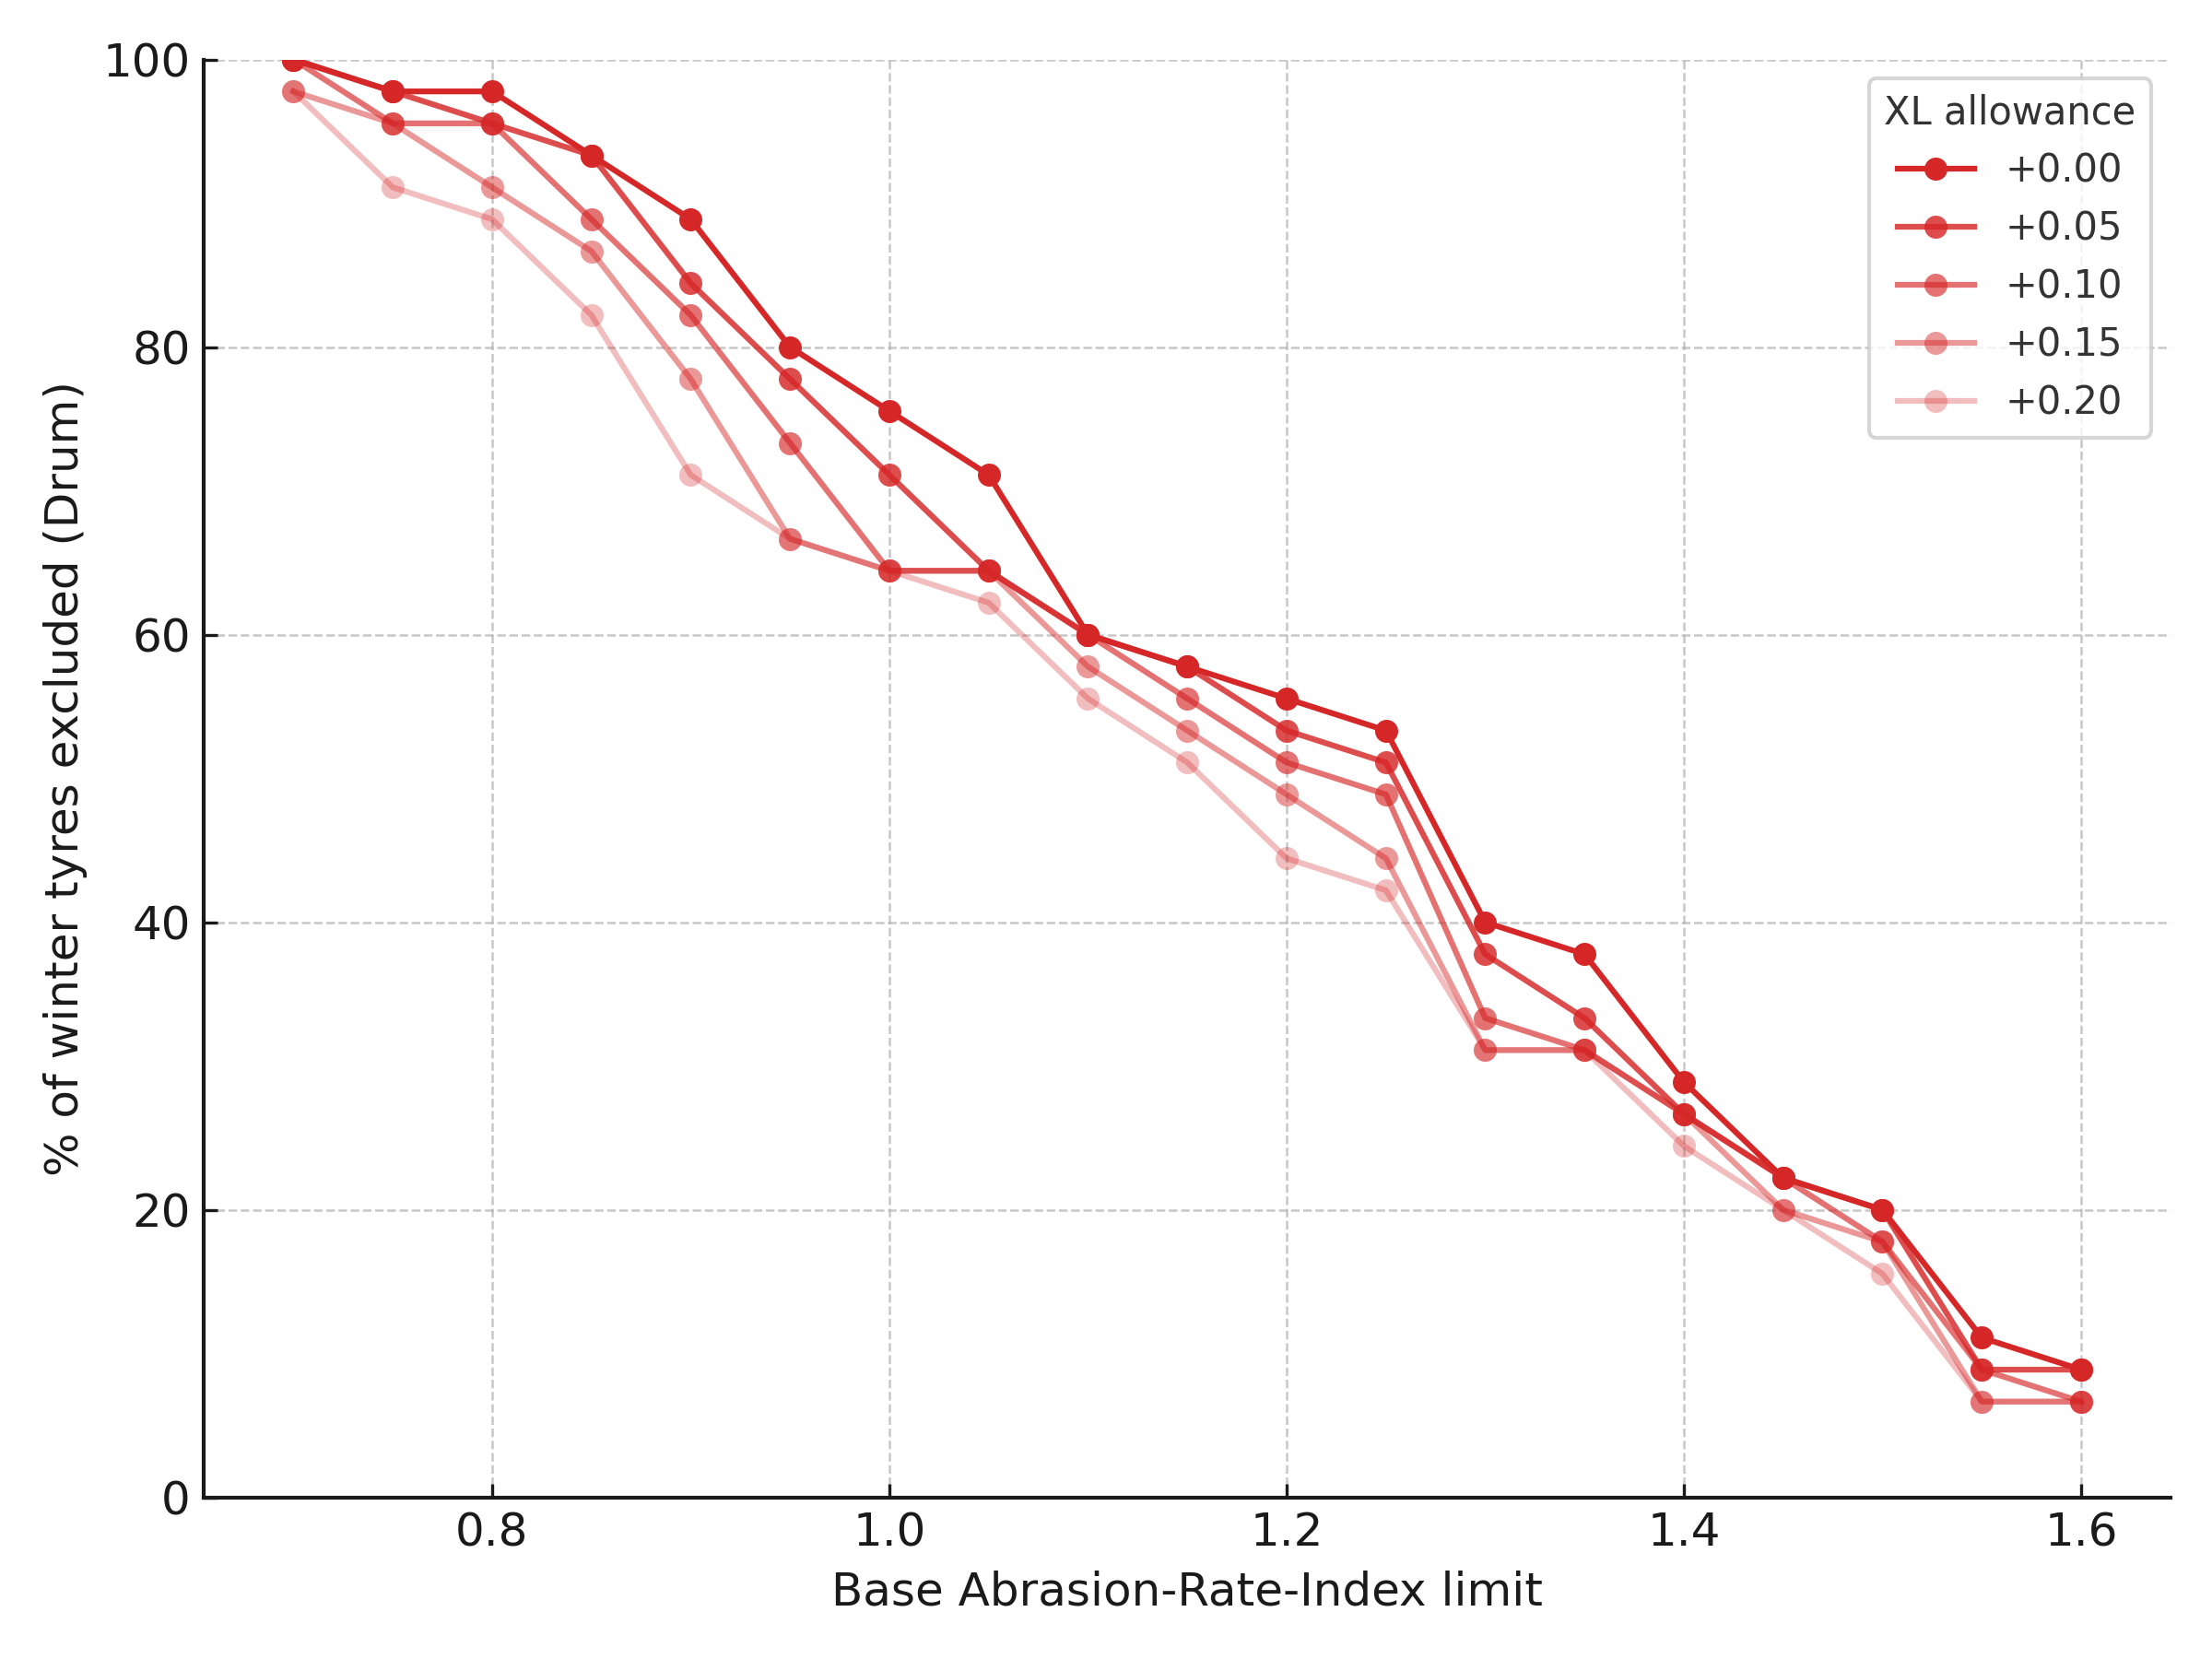 100
80
60
40
20
0
% of winter tyres excluded (Drum)
XL allowance
+0.00
+0.05
+0.10
+0.15
+0.20
0.8 1.0 1.2 1.4 1.6
Base Abrasion-Rate-Index limit